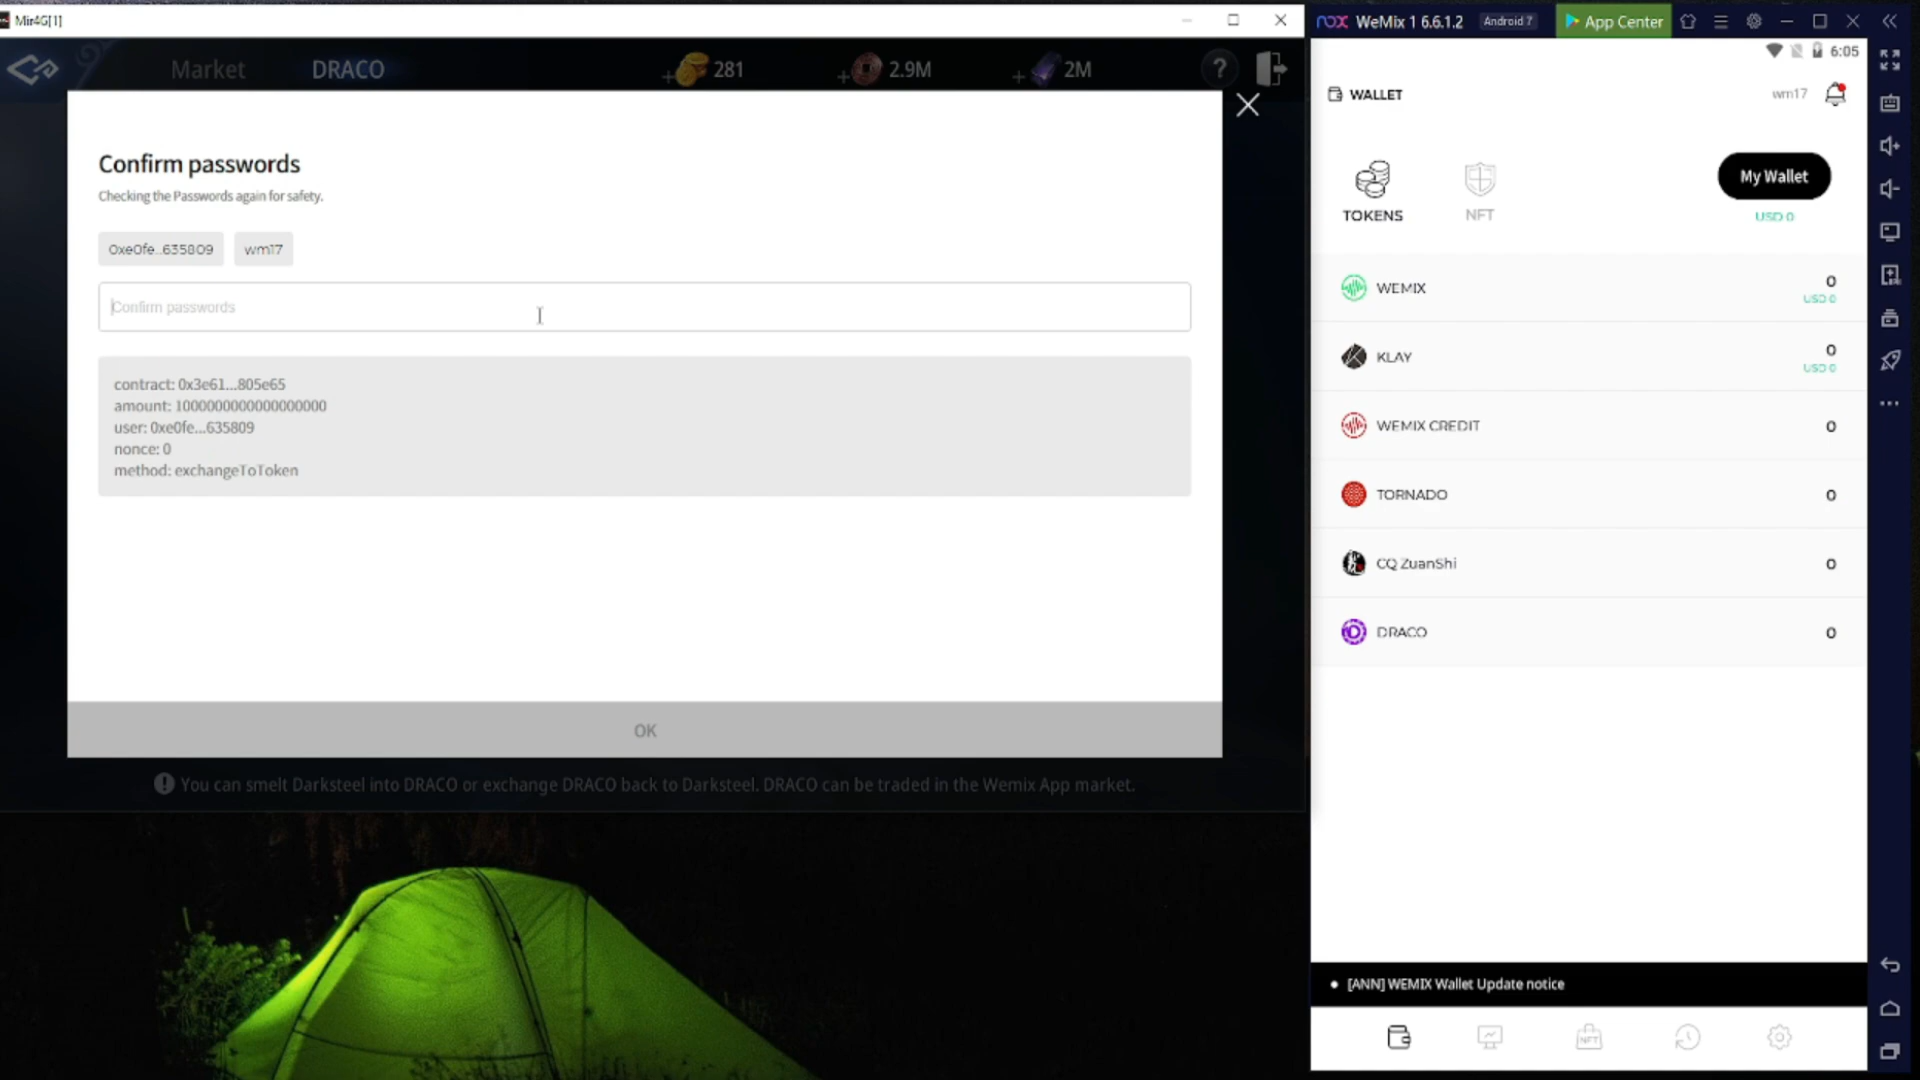 Mir4G[1]
Market
DRACO
281
2.9M
2M
?
Confirm passwords
Checking the Passwords again for safety.
0xe0fe...635809
wm17
Confirm passwords
contract: 0x3e61...805e65
amount: 1000000000000000000
user: 0xe0fe...635809
nonce: 0
method: exchangeToToken
OK
You can smelt Darksteel into DRACO or exchange DRACO back to Darksteel. DRACO can be traded in the Wemix App market.
nox WeMix 1 6.6.1.2
Android 7
App Center
6:05
WALLET
wm17
TOKENS
NFT
My Wallet
USD 0
WEMIX
0
USD 0
KLAY
0
USD 0
WEMIX CREDIT
0
TORNADO
0
CQ ZuanShi
0
DRACO
0
[ANN] WEMIX Wallet Update notice
NFT